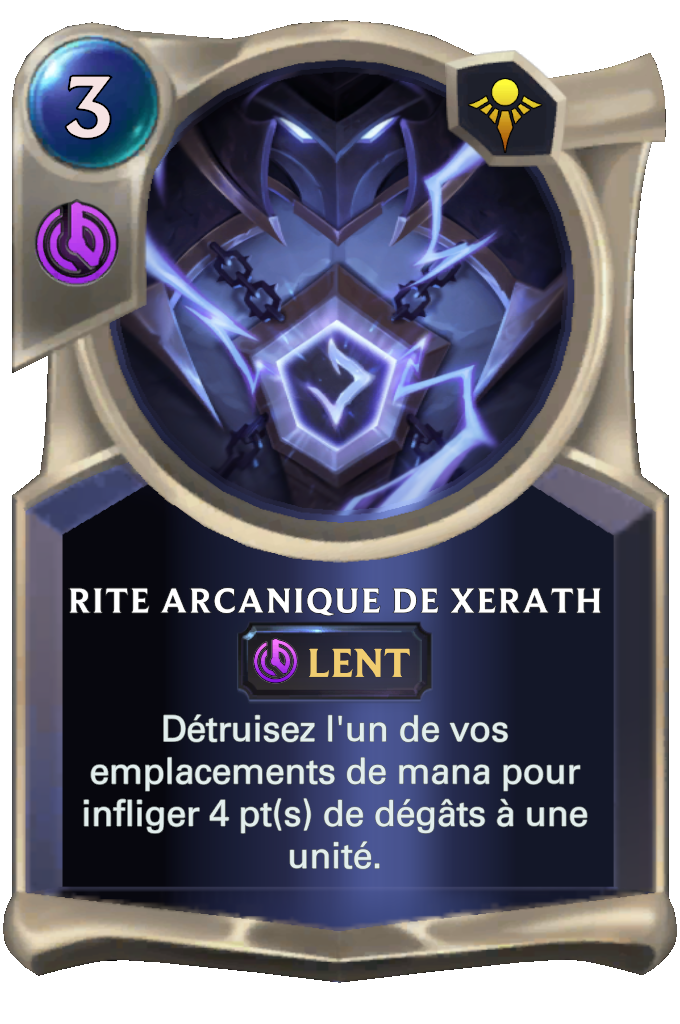 3
RITE ARCANIQUE DE XERATH
LENT
Détruisez l'un de vos
emplacements de mana pour
infliger 4 pt(s) de dégâts à une
unité.